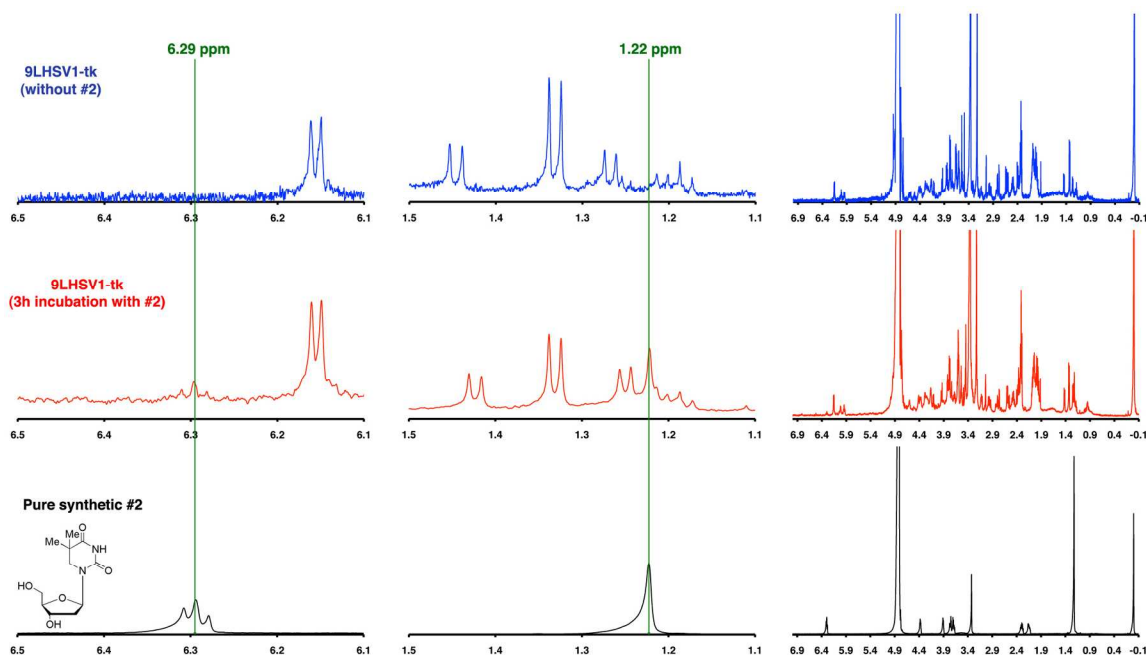 6.29 ppm
1.22 ppm
9LHSV1-tk
(without #2)
6.5 6.4 6.3 6.2 6.1
1.5 1.4 1.3 1.2 1.1
6.9 6.4 5.9 5.4 4.9 4.4 3.9 3.4 2.9 2.4 1.9 1.4 0.9 0.4 -0.1
9LHSV1-tk
(3h incubation with #2)
6.5 6.4 6.3 6.2 6.1
1.5 1.4 1.3 1.2 1.1
6.9 6.4 5.9 5.4 4.9 4.4 3.9 3.4 2.9 2.4 1.9 1.4 0.9 0.4 -0.1
Pure synthetic #2
O
Me
Me
NH
N
O
HO
O
OH
6.5 6.4 6.3 6.2 6.1
1.5 1.4 1.3 1.2 1.1
6.9 6.4 5.9 5.4 4.9 4.4 3.9 3.4 2.9 2.4 1.9 1.4 0.9 0.4 -0.1